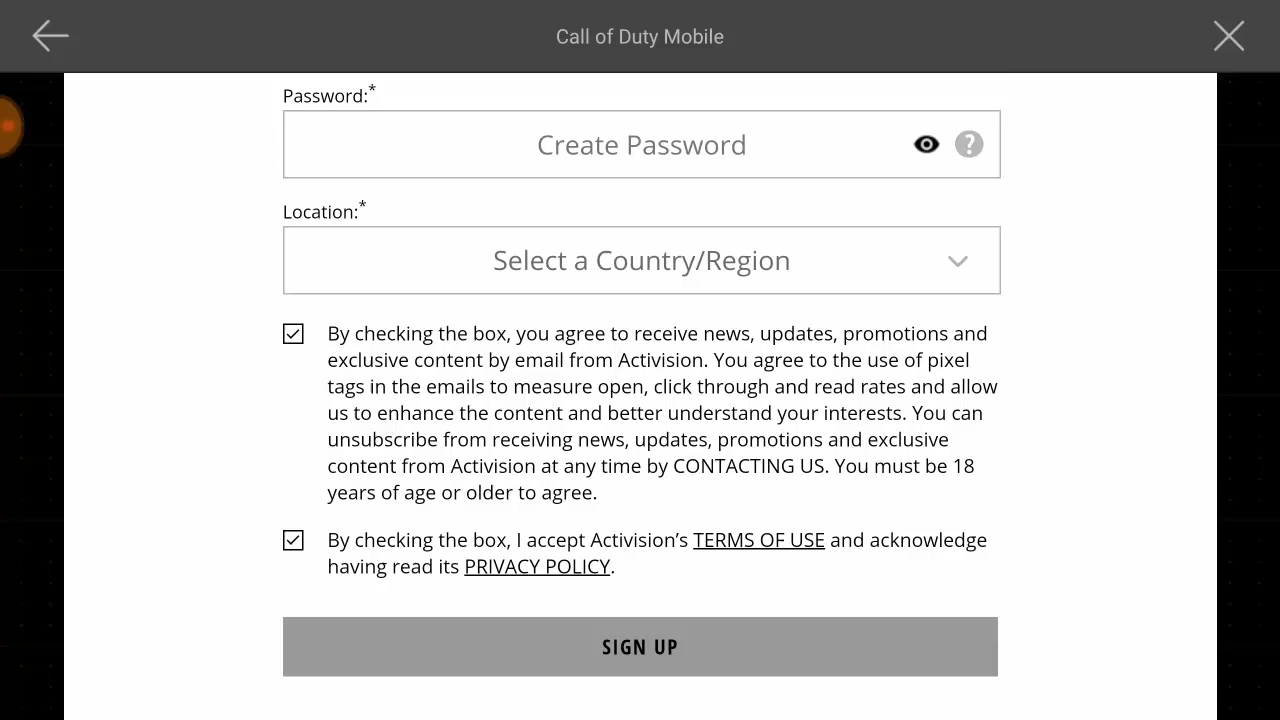 Call of Duty Mobile
Password:*
Create Password
?
Location:*
Select a Country/Region
By checking the box, you agree to receive news, updates, promotions and
exclusive content by email from Activision. You agree to the use of pixel
tags in the emails to measure open, click through and read rates and allow
us to enhance the content and better understand your interests. You can
unsubscribe from receiving news, updates, promotions and exclusive
content from Activision at any time by CONTACTING US. You must be 18
years of age or older to agree.
By checking the box, I accept Activision’s TERMS OF USE and acknowledge
having read its PRIVACY POLICY.
SIGN UP